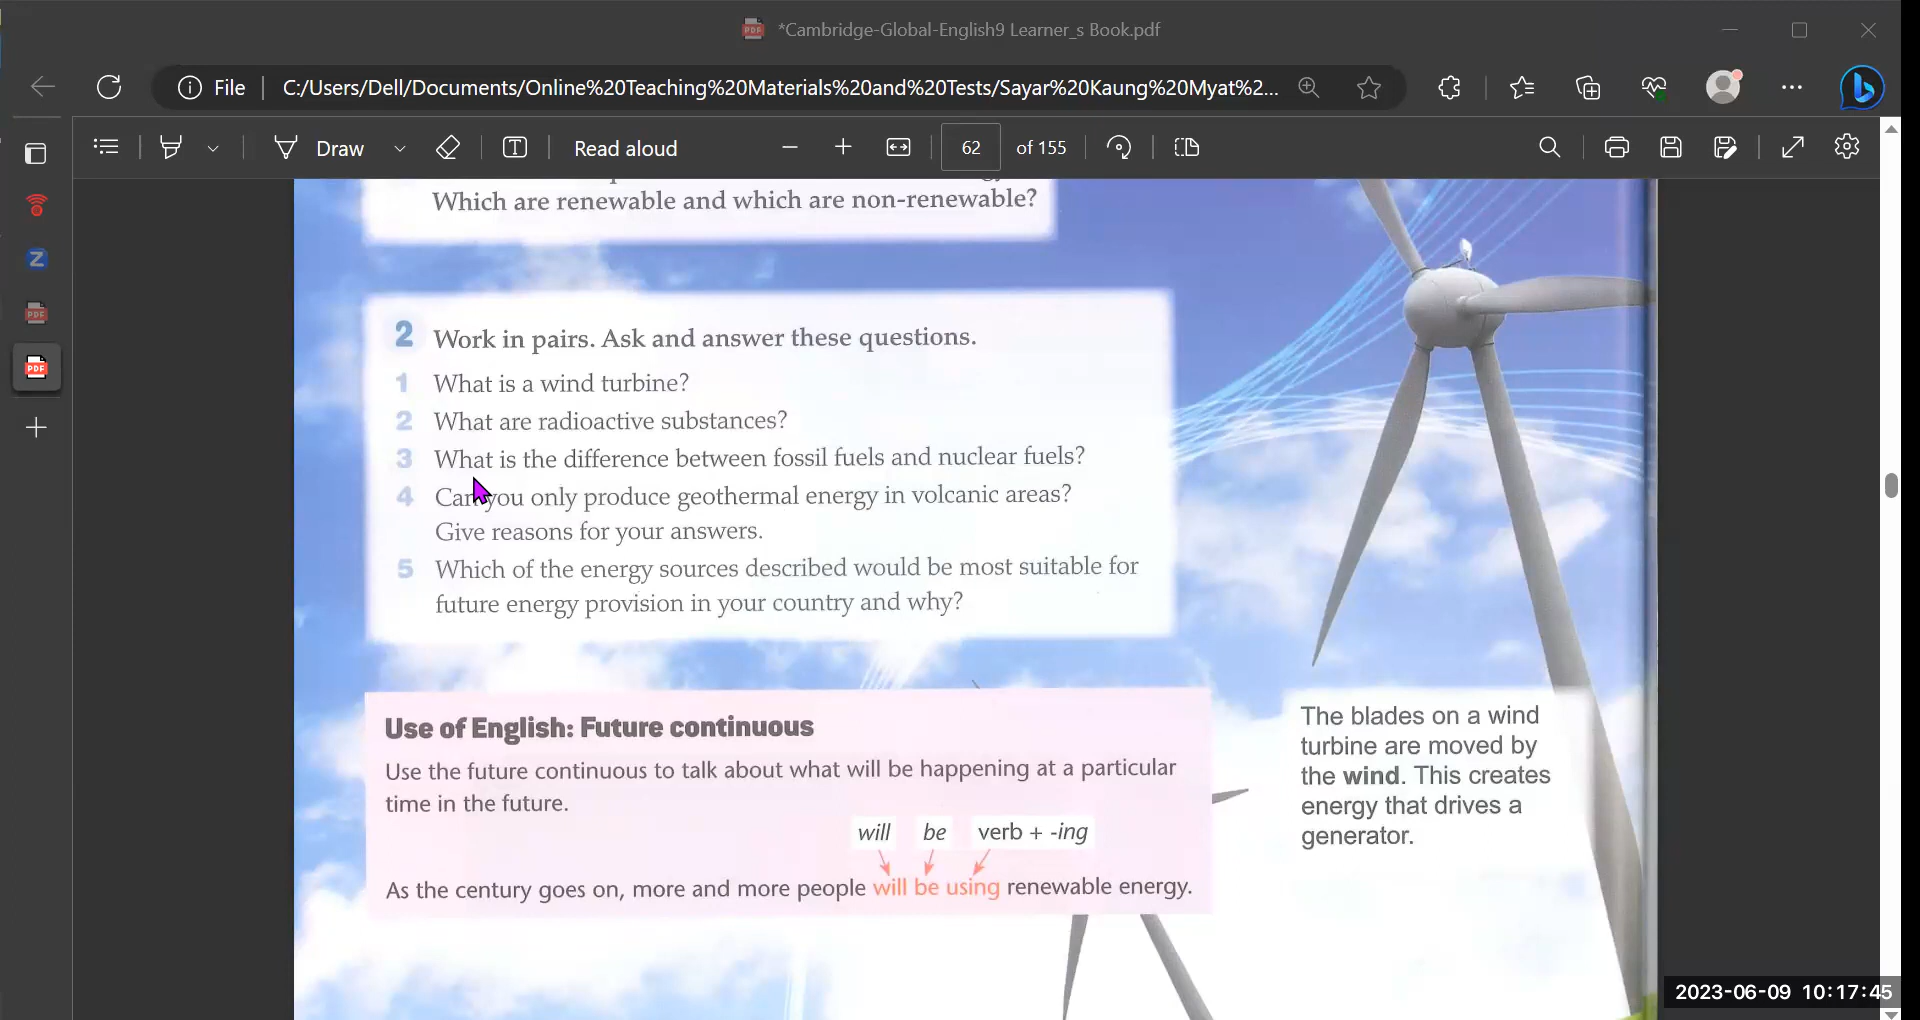 *Cambridge-Global-English9 Learner_s Book.pdf
File
C:/Users/Dell/Documents/Online%20Teaching%20Materials%20and%20Tests/Sayar%20Kaung%20Myat%2...
Draw
Read aloud
62
of 155
Which are renewable and which are non-renewable?
2 Work in pairs. Ask and answer these questions.
1 What is a wind turbine?
2 What are radioactive substances?
3 What is the difference between fossil fuels and nuclear fuels?
4 Can you only produce geothermal energy in volcanic areas?
Give reasons for your answers.
5 Which of the energy sources described would be most suitable for
future energy provision in your country and why?
Use of English: Future continuous
Use the future continuous to talk about what will be happening at a particular
time in the future.
will be verb + -ing
As the century goes on, more and more people will be using renewable energy.
The blades on a wind
turbine are moved by
the wind. This creates
energy that drives a
generator.
2023-06-09 10:17:45